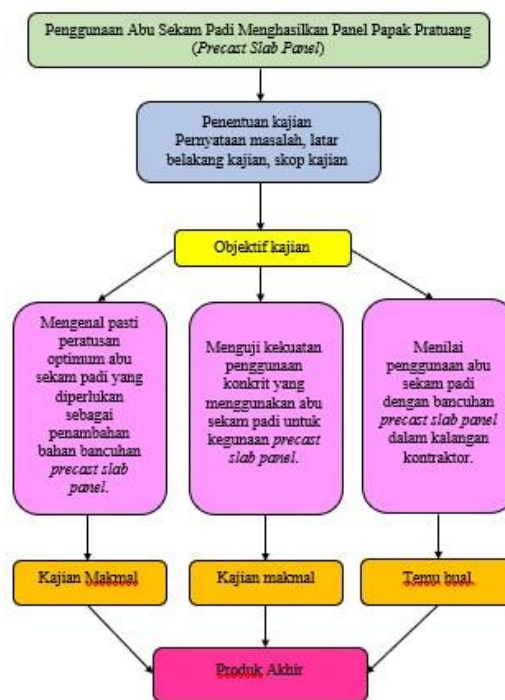 Penggunaan Abu Sekam Padi Menghasilkan Panel Papak Pratuang
(Precast Slab Panel)
Penentuan kajian
Pernyataan masalah, latar
belakang kajian, skop kajian
Objektif kajian
Mengenal pasti
peratusan
optimum abu
sekam padi yang
diperlukan
sebagai
penambahan
bahan bancuhan
precast slab
panel.
Menguji kekuatan
penggunaan
konkrit yang
menggunakan abu
sekam padi untuk
kegunaan precast
slab panel.
Menilai
penggunaan abu
sekam padi
dengan bancuhan
precast slab panel
dalam kalangan
kontraktor.
Kajian Makmal
Kajian makmal
Temu bual
Produk Akhir